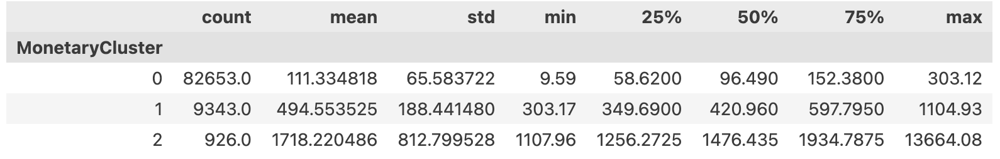 count mean std min 25% 50% 75% max
MonetaryCluster
0 82653.0 111.334818 65.583722 9.59 58.6200 96.490 152.3800 303.12
1 9343.0 494.553525 188.441480 303.17 349.6900 420.960 597.7950 1104.93
2 926.0 1718.220486 812.799528 1107.96 1256.2725 1476.435 1934.7875 13664.08